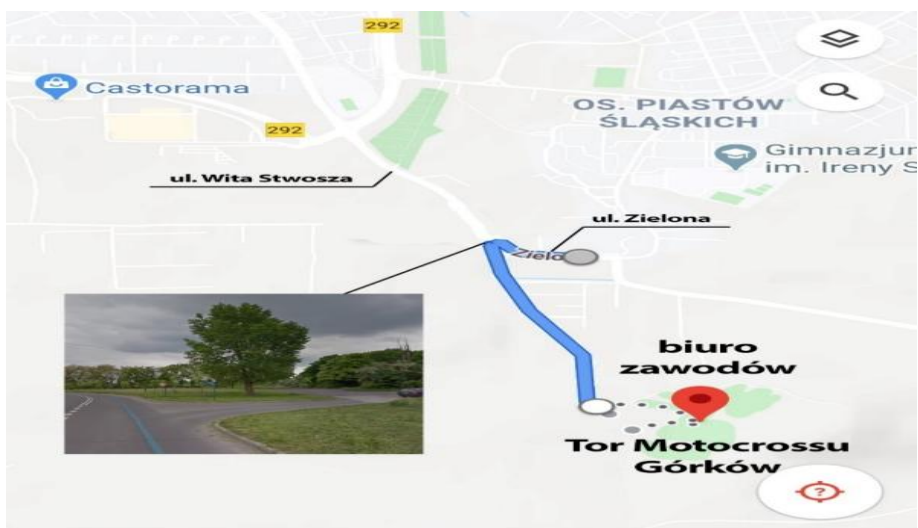 292
Castorama
292
OS. PIASTÓW
ŚLĄSKICH
Gimnazjum
im. Ireny S
ul. Wita Stwosza
ul. Zielona
Zielo
biuro
zawodów
Tor Motocrossu
Górków
?